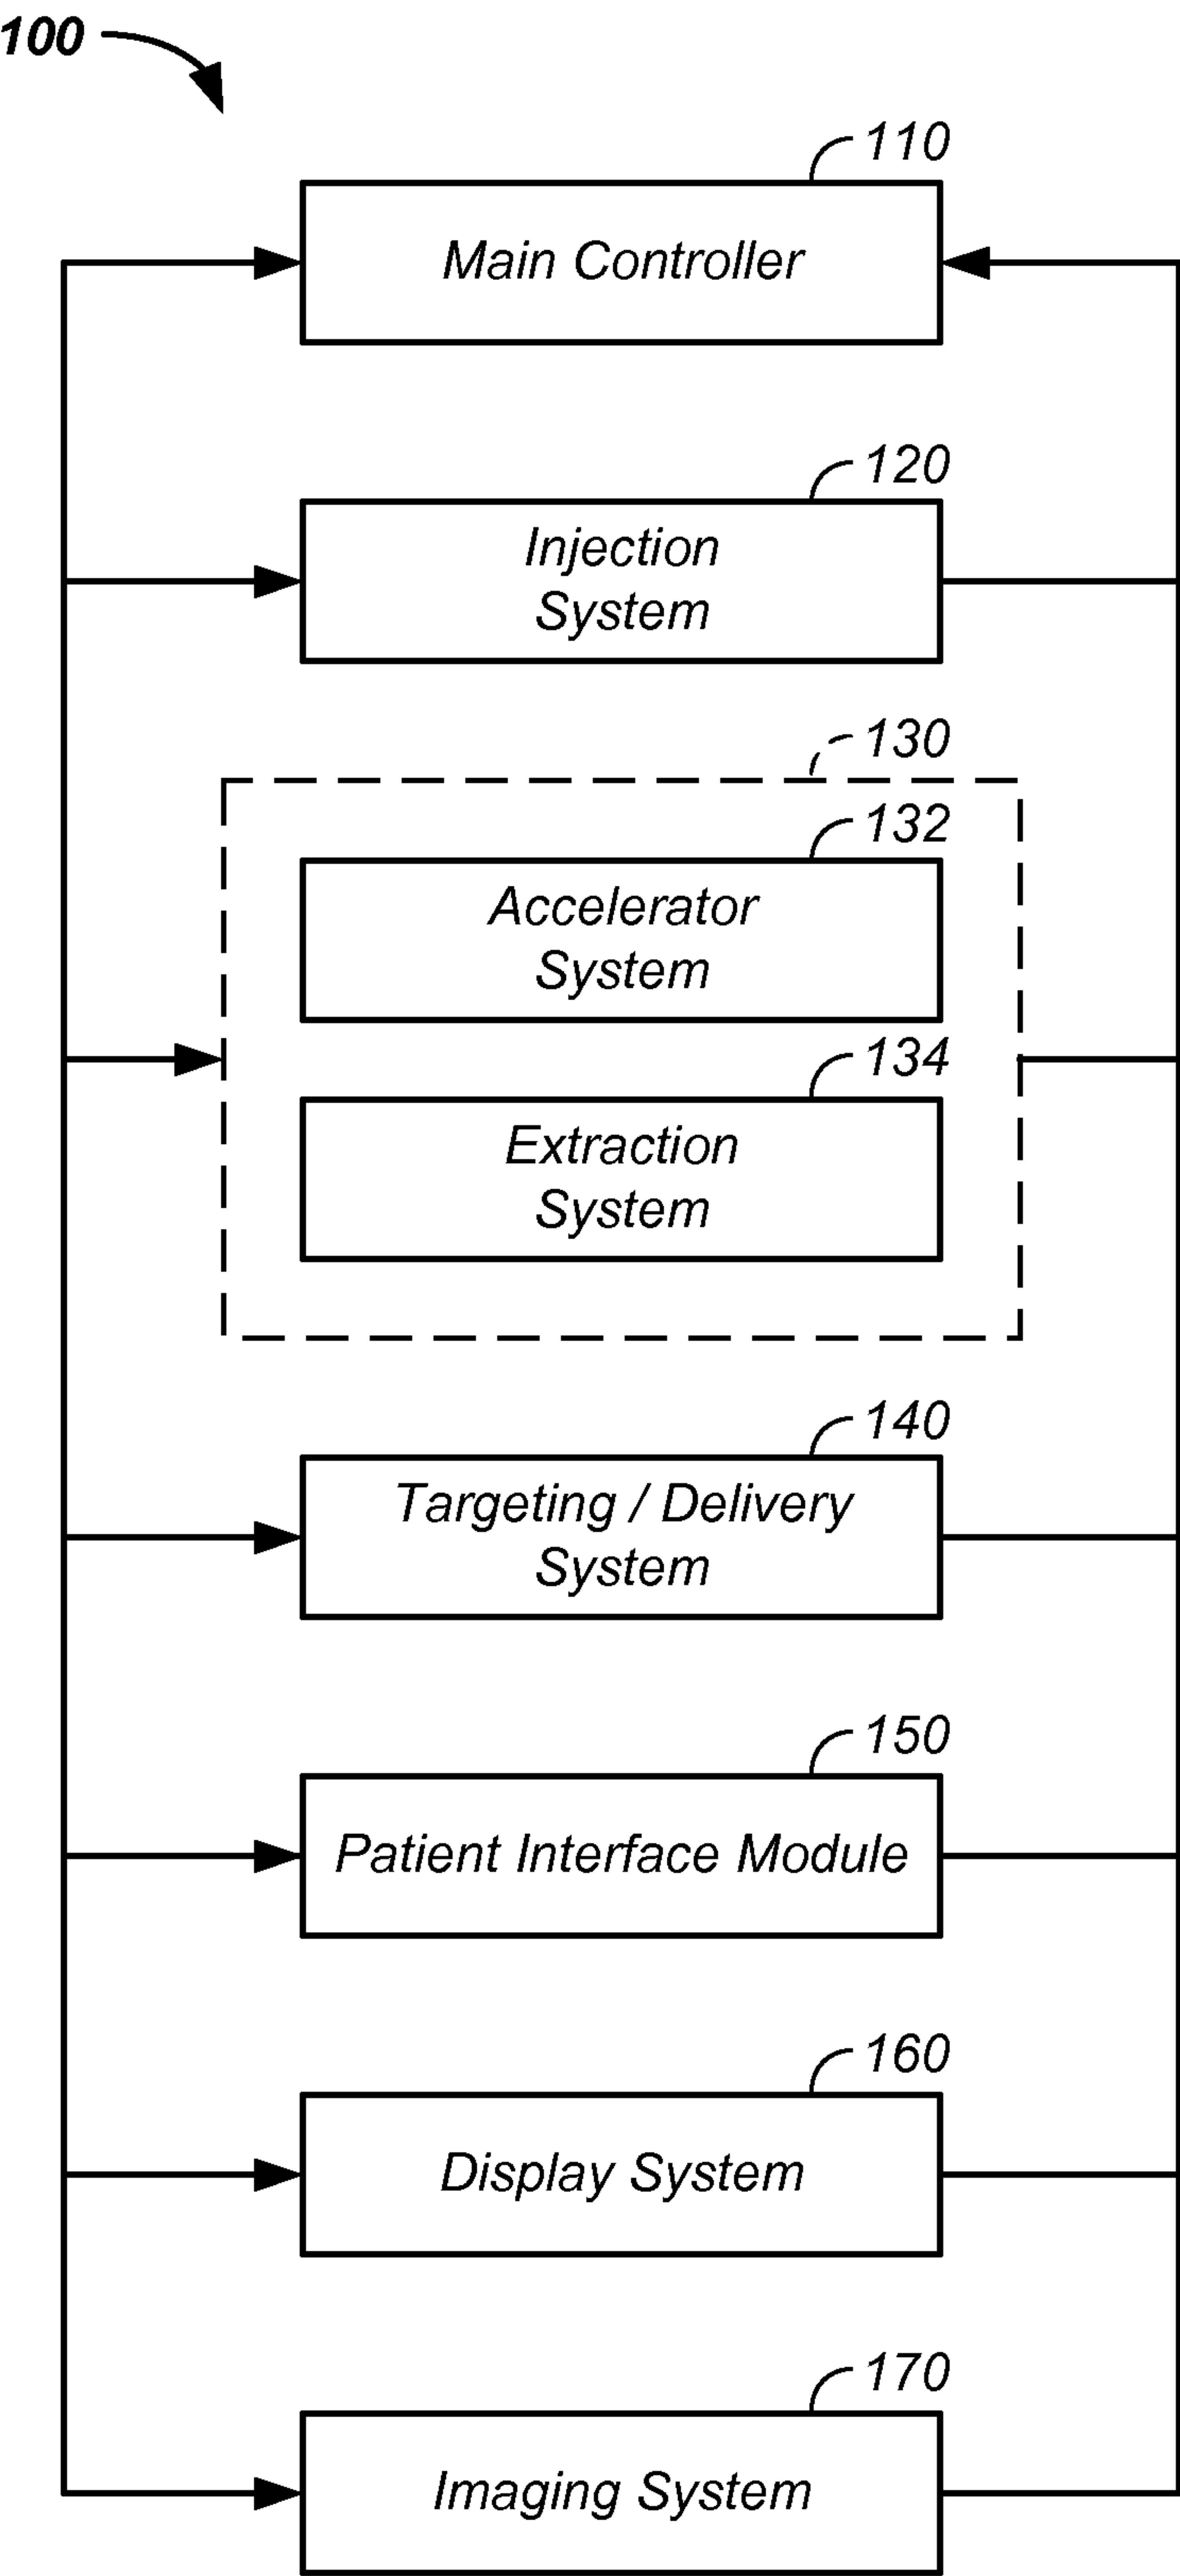 100
110
Main Controller
120
Injection
System
130
132
Accelerator
System
134
Extraction
System
140
Targeting / Delivery
System
150
Patient Interface Module
160
Display System
170
Imaging System